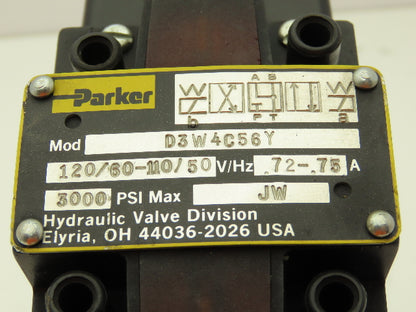 Parker
A B
b P T a
Mod D3W4C56Y
120/60-110/50 V/Hz .72-.75 A
3000 PSI Max JW
Hydraulic Valve Division
Elyria, OH 44036-2026 USA